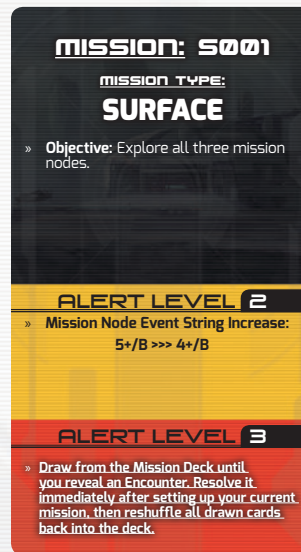 MISSION: S001
MISSION TYPE:
SURFACE
» Objective: Explore all three mission
nodes.
ALERT LEVEL 2
» Mission Node Event String Increase:
5+/B >>> 4+/B
ALERT LEVEL 3
» Draw from the Mission Deck until
you reveal an Encounter. Resolve it
immediately after setting up your current
mission, then reshuffle all drawn cards
back into the deck.